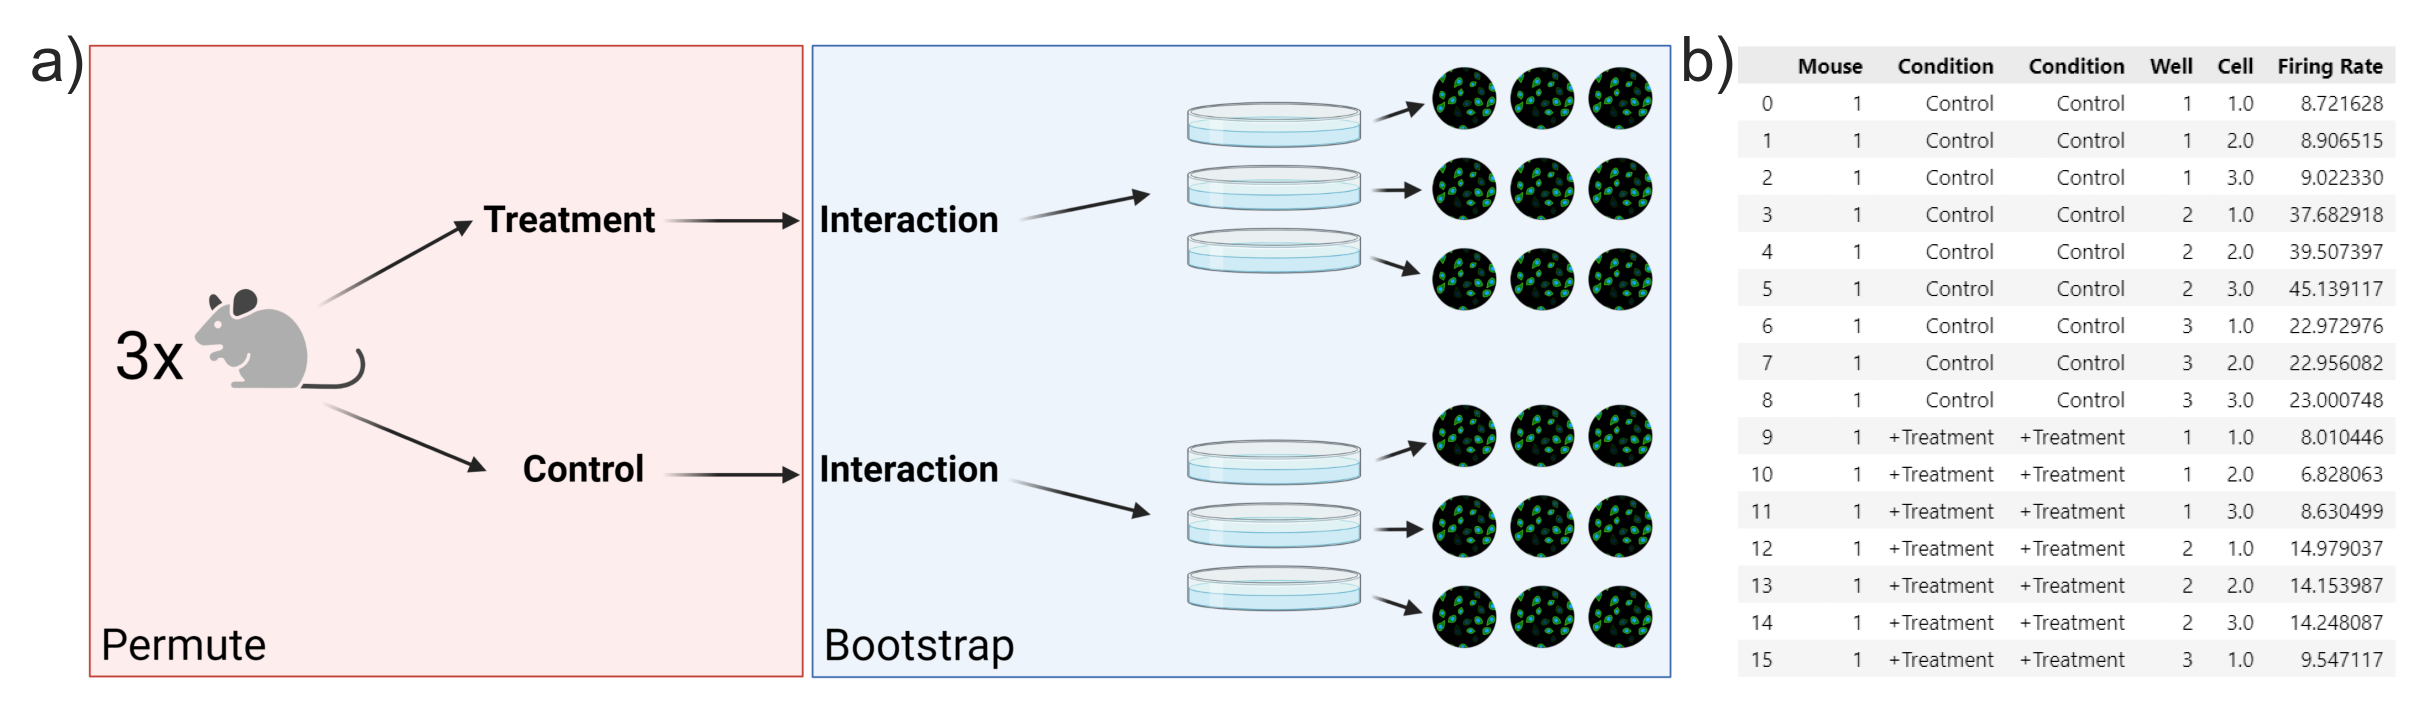 a)
Treatment
Interaction
3x
Control
Interaction
Permute
Bootstrap
b)
Mouse Condition Condition Well Cell Firing Rate
0 1 Control Control 1 1.0 8.721628
1 1 Control Control 1 2.0 8.906515
2 1 Control Control 1 3.0 9.022330
3 1 Control Control 2 1.0 37.682918
4 1 Control Control 2 2.0 39.507397
5 1 Control Control 2 3.0 45.139117
6 1 Control Control 3 1.0 22.972976
7 1 Control Control 3 2.0 22.956082
8 1 Control Control 3 3.0 23.000748
9 1 +Treatment +Treatment 1 1.0 8.010446
10 1 +Treatment +Treatment 1 2.0 6.828063
11 1 +Treatment +Treatment 1 3.0 8.630499
12 1 +Treatment +Treatment 2 1.0 14.979037
13 1 +Treatment +Treatment 2 2.0 14.153987
14 1 +Treatment +Treatment 2 3.0 14.248087
15 1 +Treatment +Treatment 3 1.0 9.547117